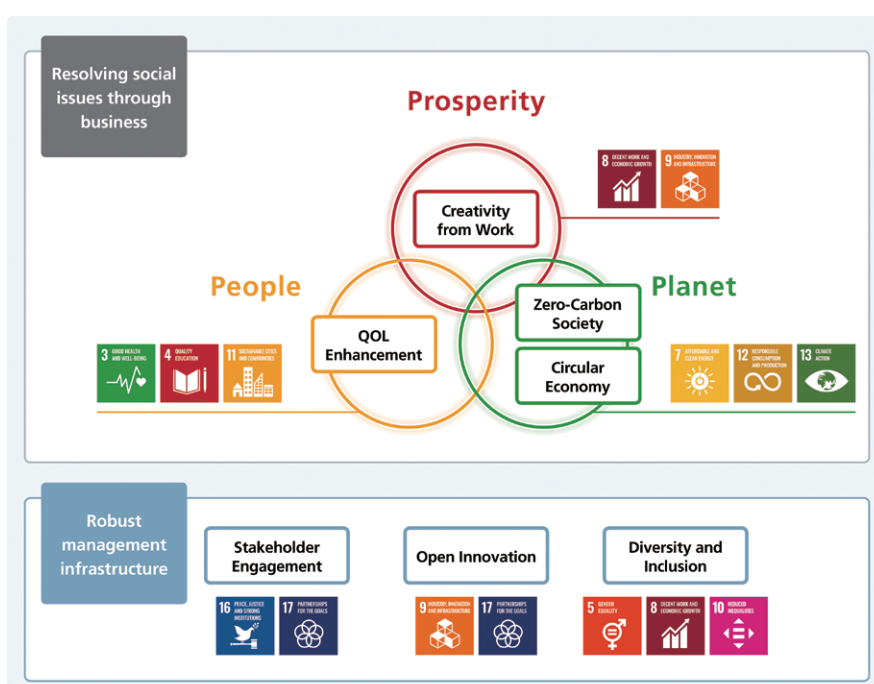 Resolving social
issues through
business
Prosperity
Creativity
from Work
8 DECENT WORK AND
ECONOMIC GROWTH
9 INDUSTRY, INNOVATION
AND INFRASTRUCTURE
People
QOL
Enhancement
3 GOOD HEALTH
AND WELL-BEING
4 QUALITY
EDUCATION
11 SUSTAINABLE CITIES
AND COMMUNITIES
Planet
Zero-Carbon
Society
Circular
Economy
7 AFFORDABLE AND
CLEAN ENERGY
12 RESPONSIBLE
CONSUMPTION
AND PRODUCTION
13 CLIMATE
ACTION
Robust
management
infrastructure
Stakeholder
Engagement
16 PEACE, JUSTICE
AND STRONG
INSTITUTIONS
17 PARTNERSHIPS
FOR THE GOALS
Open Innovation
9 INDUSTRY, INNOVATION
AND INFRASTRUCTURE
17 PARTNERSHIPS
FOR THE GOALS
Diversity and
Inclusion
5 GENDER
EQUALITY
8 DECENT WORK AND
ECONOMIC GROWTH
10 REDUCED
INEQUALITIES